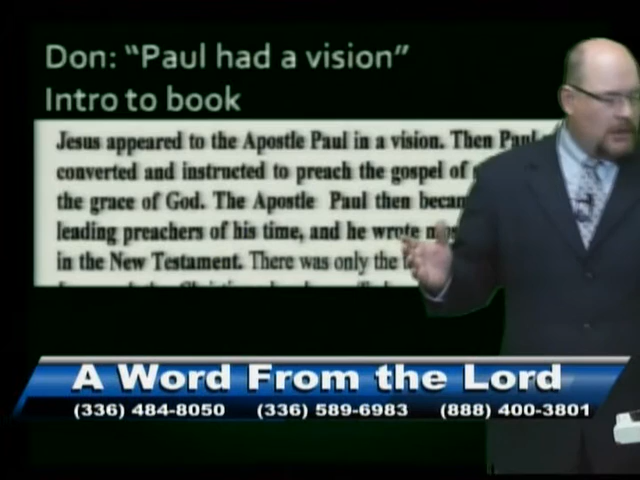 Don: “Paul had a vision”
Intro to book
Jesus appeared to the Apostle Paul in a vision. Then Paul
converted and instructed to preach the gospel of
the grace of God. The Apostle Paul then becam
leading preachers of his time, and he wrote
in the New Testament. There was only the
A Word From the Lord
(336) 484-8050 (336) 589-6983 (888) 400-3801